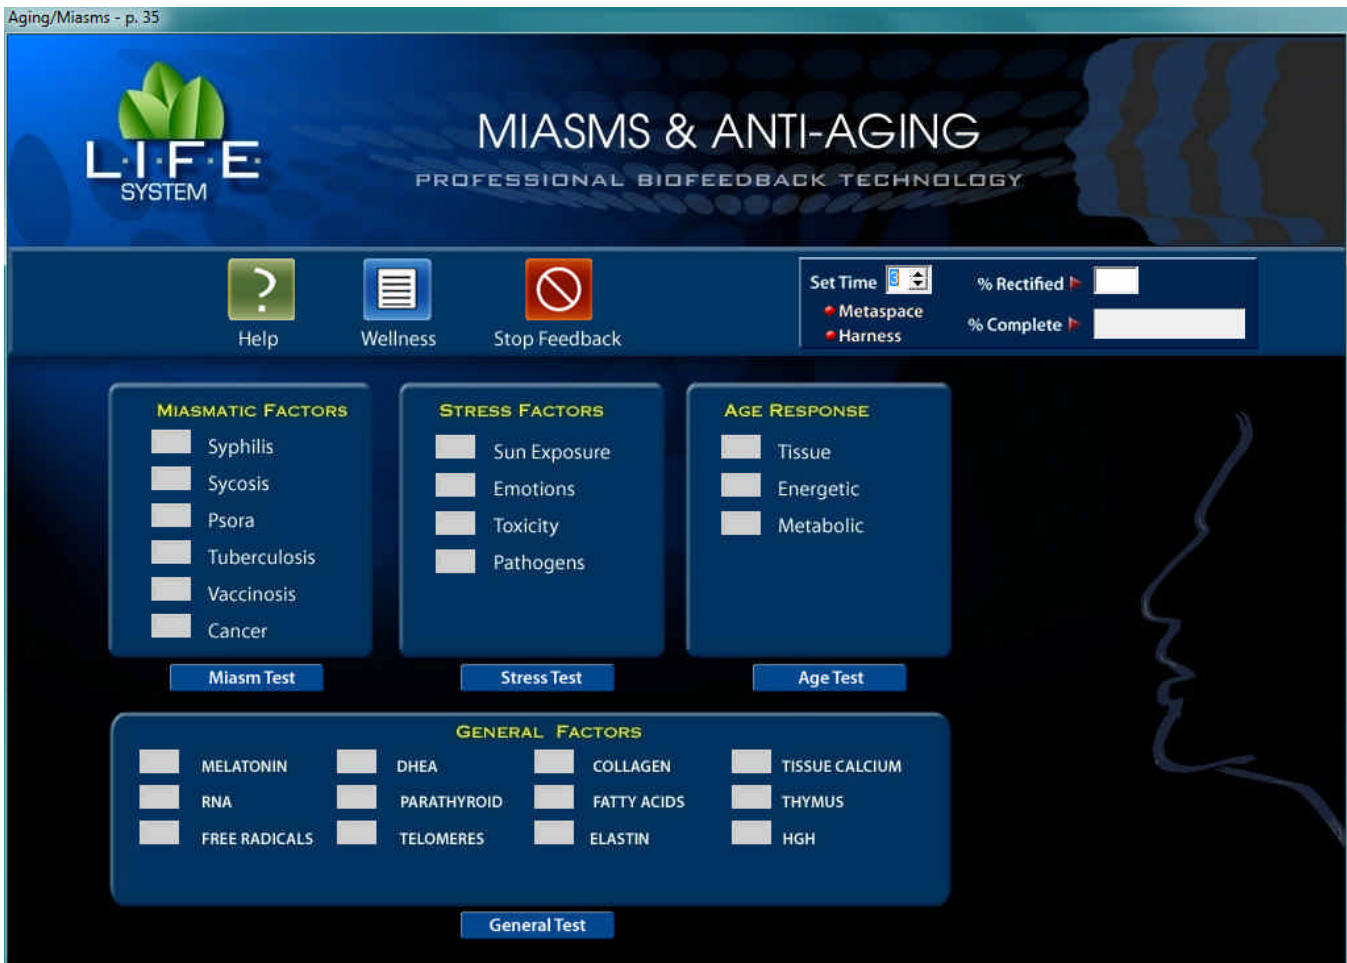 Aging/Miasms - p. 35
L·I·F·E·
SYSTEM
MIASMS & ANTI-AGING
PROFESSIONAL BIOFEEDBACK TECHNOLOGY
?
Help
Wellness
Stop Feedback
Set Time 3
Metaspace
Harness
% Rectified
% Complete
MIASMATIC FACTORS
Syphilis
Sycosis
Psora
Tuberculosis
Vaccinosis
Cancer
Miasm Test
STRESS FACTORS
Sun Exposure
Emotions
Toxicity
Pathogens
Stress Test
AGE RESPONSE
Tissue
Energetic
Metabolic
Age Test
GENERAL FACTORS
MELATONIN DHEA COLLAGEN TISSUE CALCIUM
RNA PARATHYROID FATTY ACIDS THYMUS
FREE RADICALS TELOMERES ELASTIN HGH
General Test